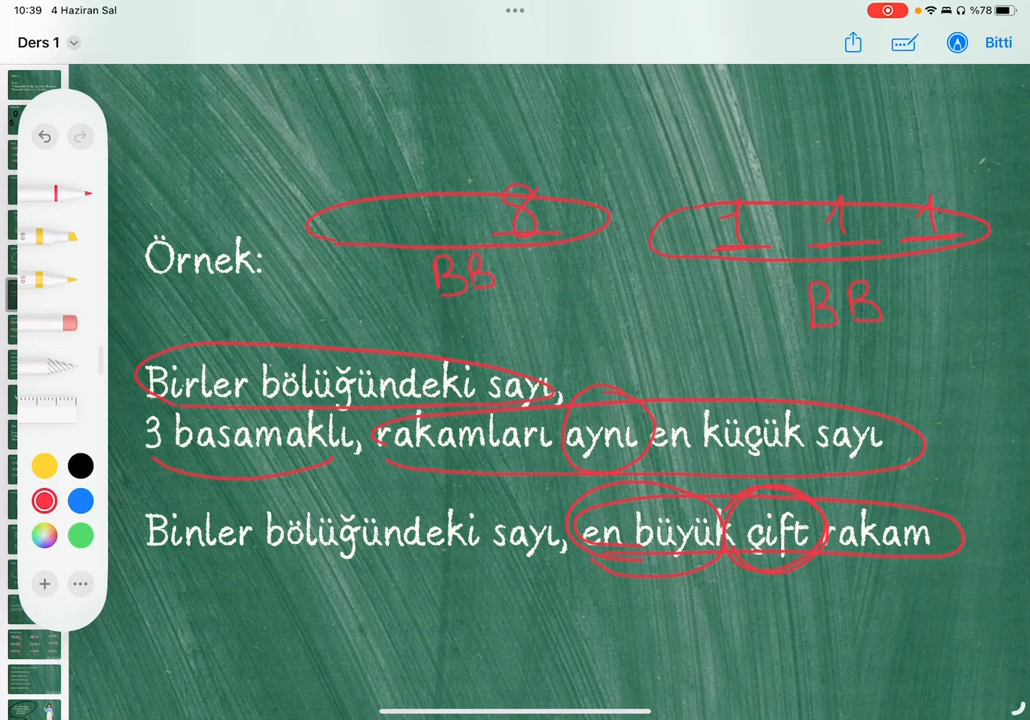 10:39 4 Haziran Sal
%78
Ders 1
Bitti
8
1 1 1
Örnek:
BB
BB
Birler bölüğündeki sayı,
3 basamaklı, rakamları aynı en küçük sayı
Binler bölüğündeki sayı, en büyük çift rakam